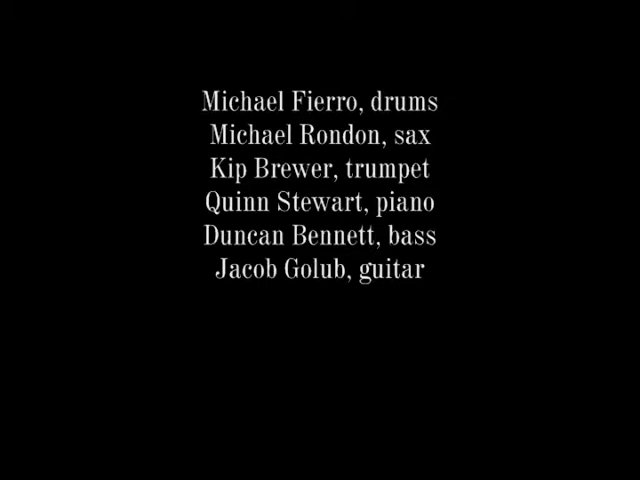 Michael Fierro, drums
Michael Rondon, sax
Kip Brewer, trumpet
Quinn Stewart, piano
Duncan Bennett, bass
Jacob Golub, guitar